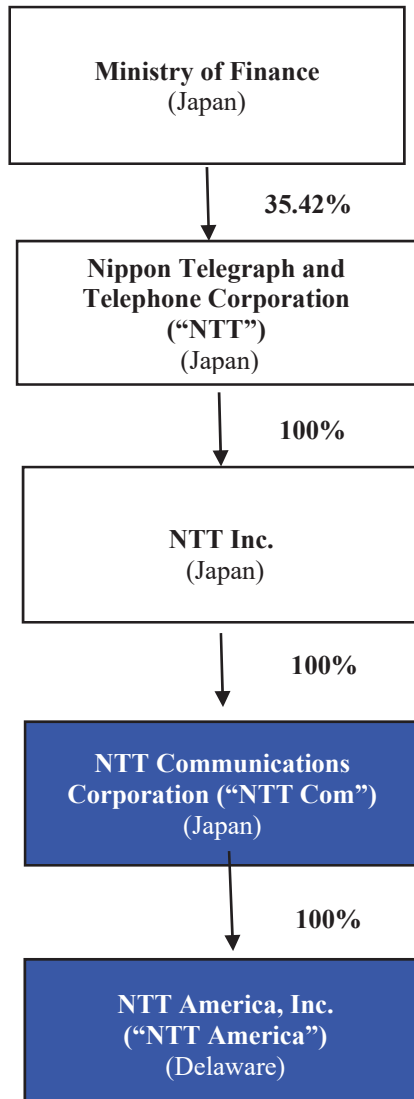 Ministry of Finance
(Japan)
35.42%
Nippon Telegraph and
Telephone Corporation
(“NTT”)
(Japan)
100%
NTT Inc.
(Japan)
100%
NTT Communications
Corporation (“NTT Com”)
(Japan)
100%
NTT America, Inc.
(“NTT America”)
(Delaware)